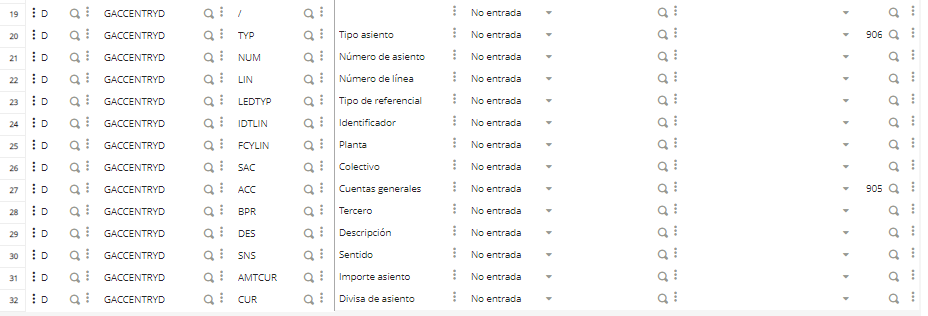 19 D GACCENTRYD / No entrada
20 D GACCENTRYD TYP Tipo asiento No entrada 906
21 D GACCENTRYD NUM Número de asiento No entrada
22 D GACCENTRYD LIN Número de línea No entrada
23 D GACCENTRYD LEDTYP Tipo de referencial No entrada
24 D GACCENTRYD IDTLIN Identificador No entrada
25 D GACCENTRYD FCYLIN Planta No entrada
26 D GACCENTRYD SAC Colectivo No entrada
27 D GACCENTRYD ACC Cuentas generales No entrada 905
28 D GACCENTRYD BPR Tercero No entrada
29 D GACCENTRYD DES Descripción No entrada
30 D GACCENTRYD SNS Sentido No entrada
31 D GACCENTRYD AMTCUR Importe asiento No entrada
32 D GACCENTRYD CUR Divisa de asiento No entrada